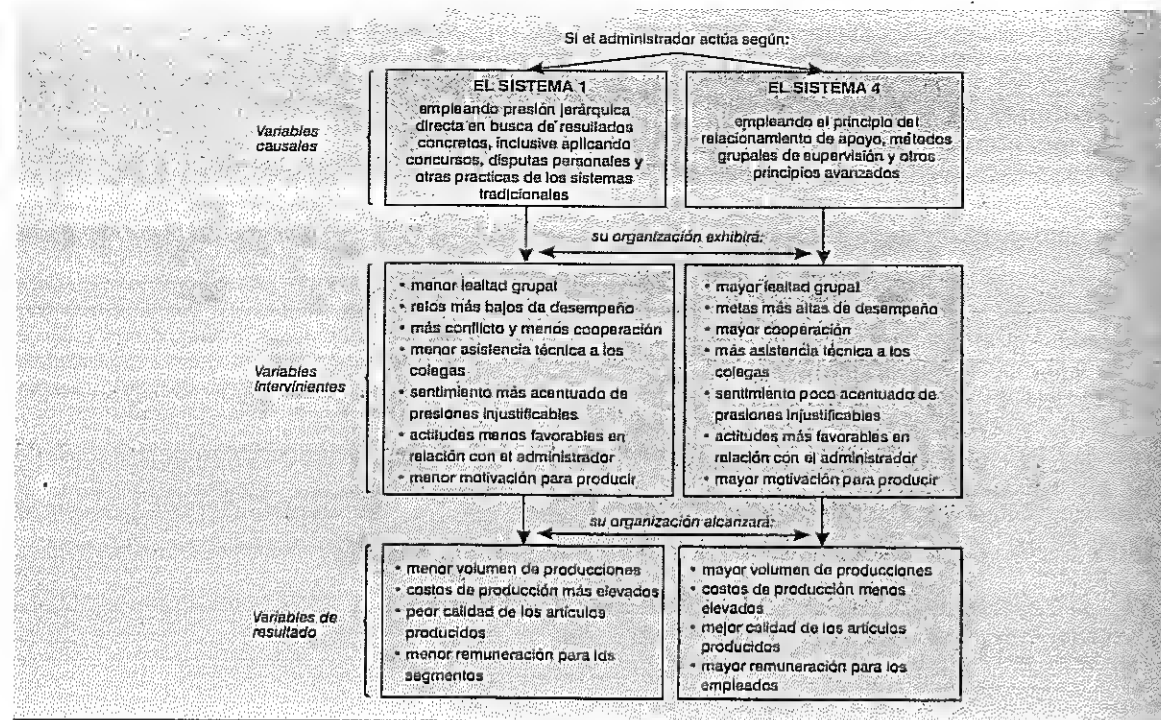 Si el administrador actúa según:
Variables
causales
EL SISTEMA 1
empleando presión jerárquica
directa en busca de resultados
concretos, inclusive aplicando
concursos, disputas personales y
otras practicas de los sistemas
tradicionales
EL SISTEMA 4
empleando el principio del
relacionamiento de apoyo, métodos
grupales de supervisión y otros
principios avanzados
su organización exhibirá:
Variables
intervinientes
• menor lealtad grupal
• retos más bajos de desempeño
• más conflicto y menos cooperación
• menor asistencia técnica a los
colegas
• sentimiento más acentuado de
presiones injustificables
• actitudes menos favorables en
relación con el administrador
• menor motivación para producir
• mayor lealtad grupal
• metas más altas de desempeño
• mayor cooperación
• más asistencia técnica a los
colegas
• sentimiento poco acentuado de
presiones injustificables
• actitudes más favorables en
relación con el administrador
• mayor motivación para producir
su organización alcanzará:
Variables de
resultado
• menor volumen de producciones
• costos de producción más elevados
• peor calidad de los artículos
producidos
• menor remuneración para los
segmentos
• mayor volumen de producciones
• costos de producción menos
elevados
• mejor calidad de los artículos
producidos
• mayor remuneración para los
empleados